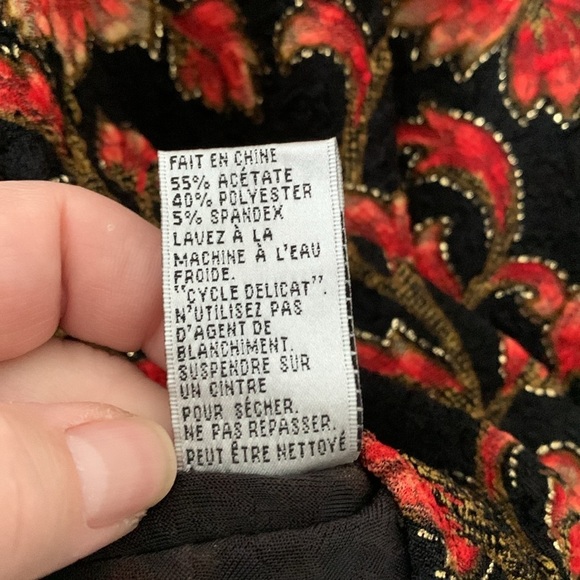 FAIT EN CHINE
55% ACÉTATE
40% POLYESTER
5% SPANDEX
LAVEZ À LA
MACHINE À L'EAU
FROIDE.
"CYCLE DELICAT".
N'UTILISEZ PAS
D'AGENT DE
BLANCHIMENT.
SUSPENDRE SUR
UN CINTRE
POUR SÉCHER.
NE PAS REPASSER.
PEUT ÊTRE NETTOYÉ